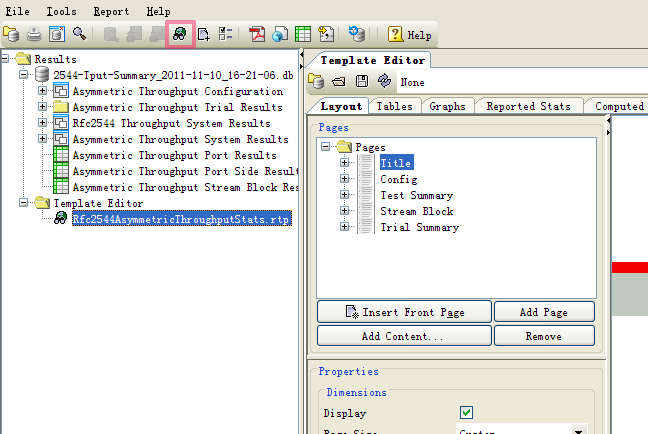 File Tools Report Help
Help
Results
2544-Tput-Summary_2011-11-10_16-21-06.db
Asymmetric Throughput Configuration
Asymmetric Throughput Trial Results
Rfc2544 Throughput System Results
Asymmetric Throughput System Results
Asymmetric Throughput Port Results
Asymmetric Throughput Port Side Resul
Asymmetric Throughput Stream Block Res
Template Editor
Rfc2544AsymmetricThroughputStats.rtp
Template Editor
None
Layout Tables Graphs Reported Stats Computed
Pages
Pages
Title
Config
Test Summary
Stream Block
Trial Summary
Insert Front Page Add Page
Add Content... Remove
Properties
Dimensions
Display